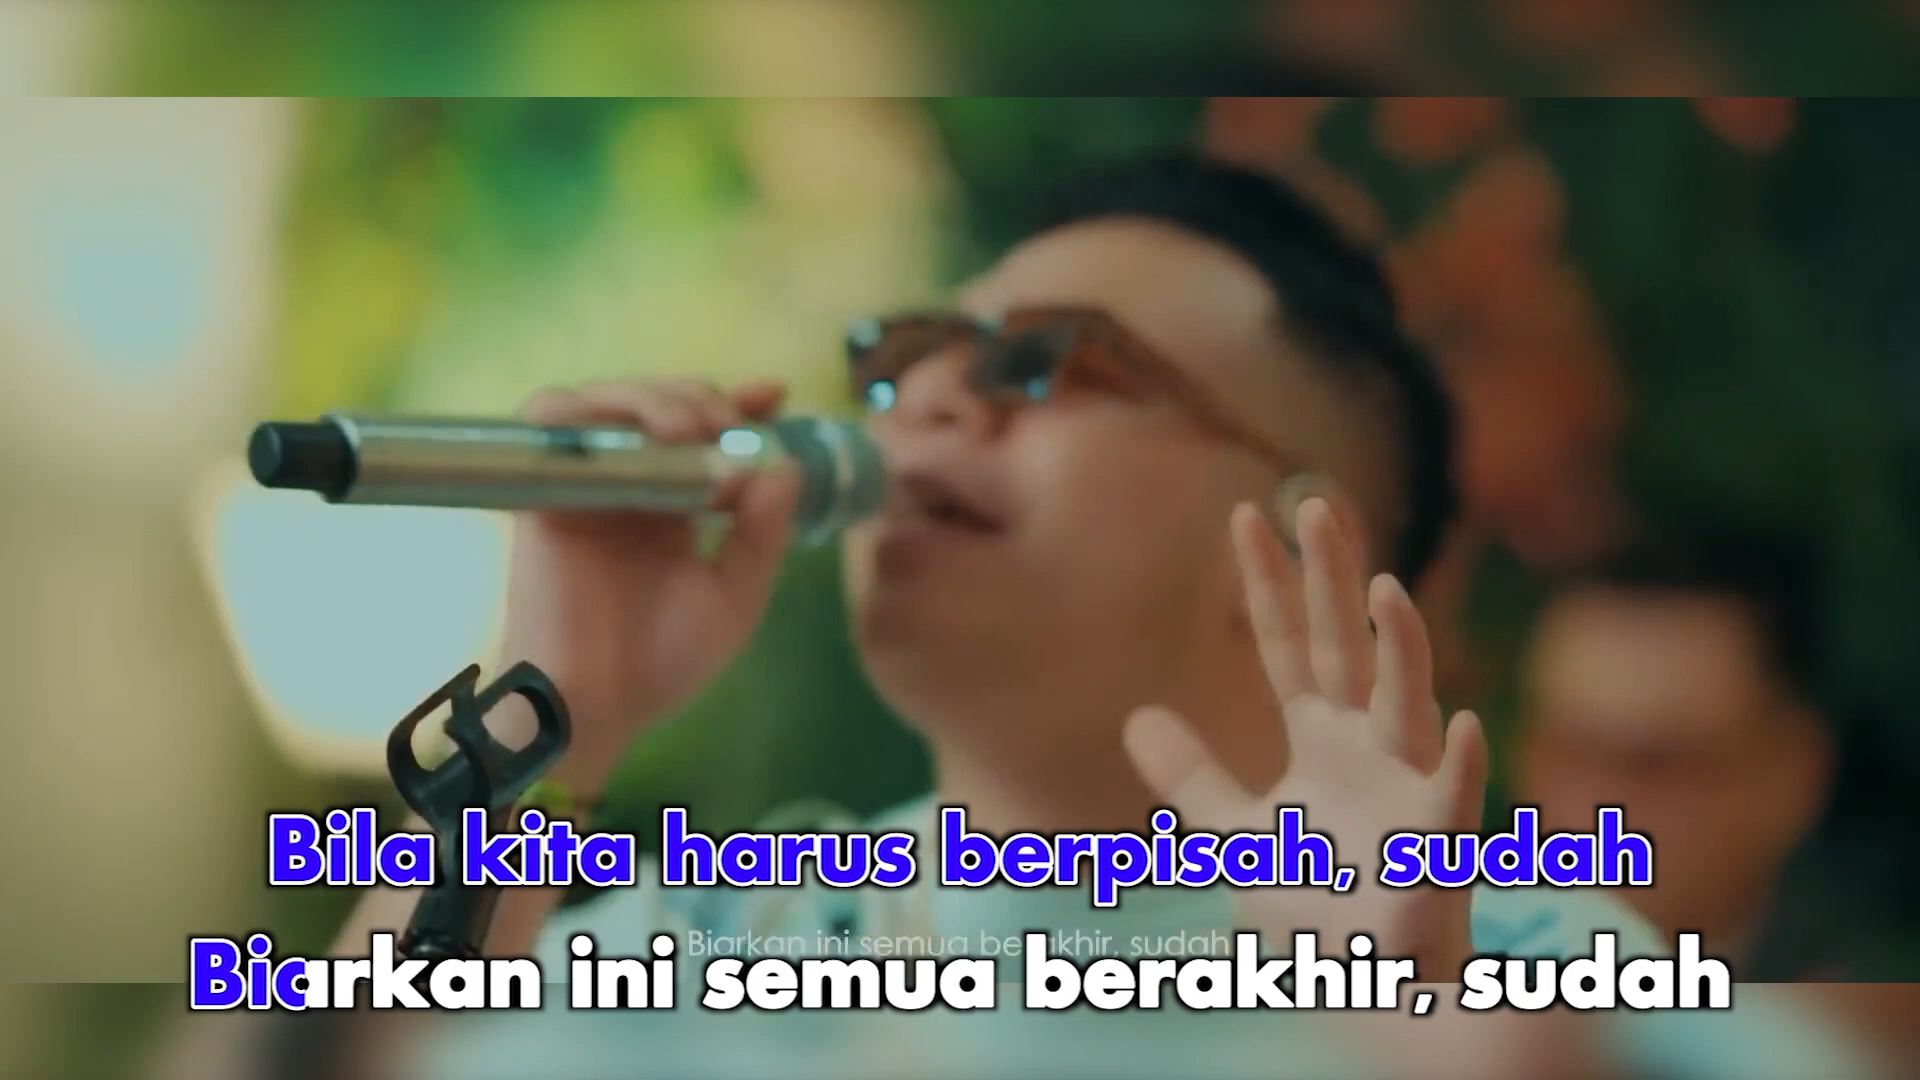 Bila kita harus berpisah, sudah
Biarkan ini semua berakhir, sudah
Biarkan ini semua berakhir, sudah